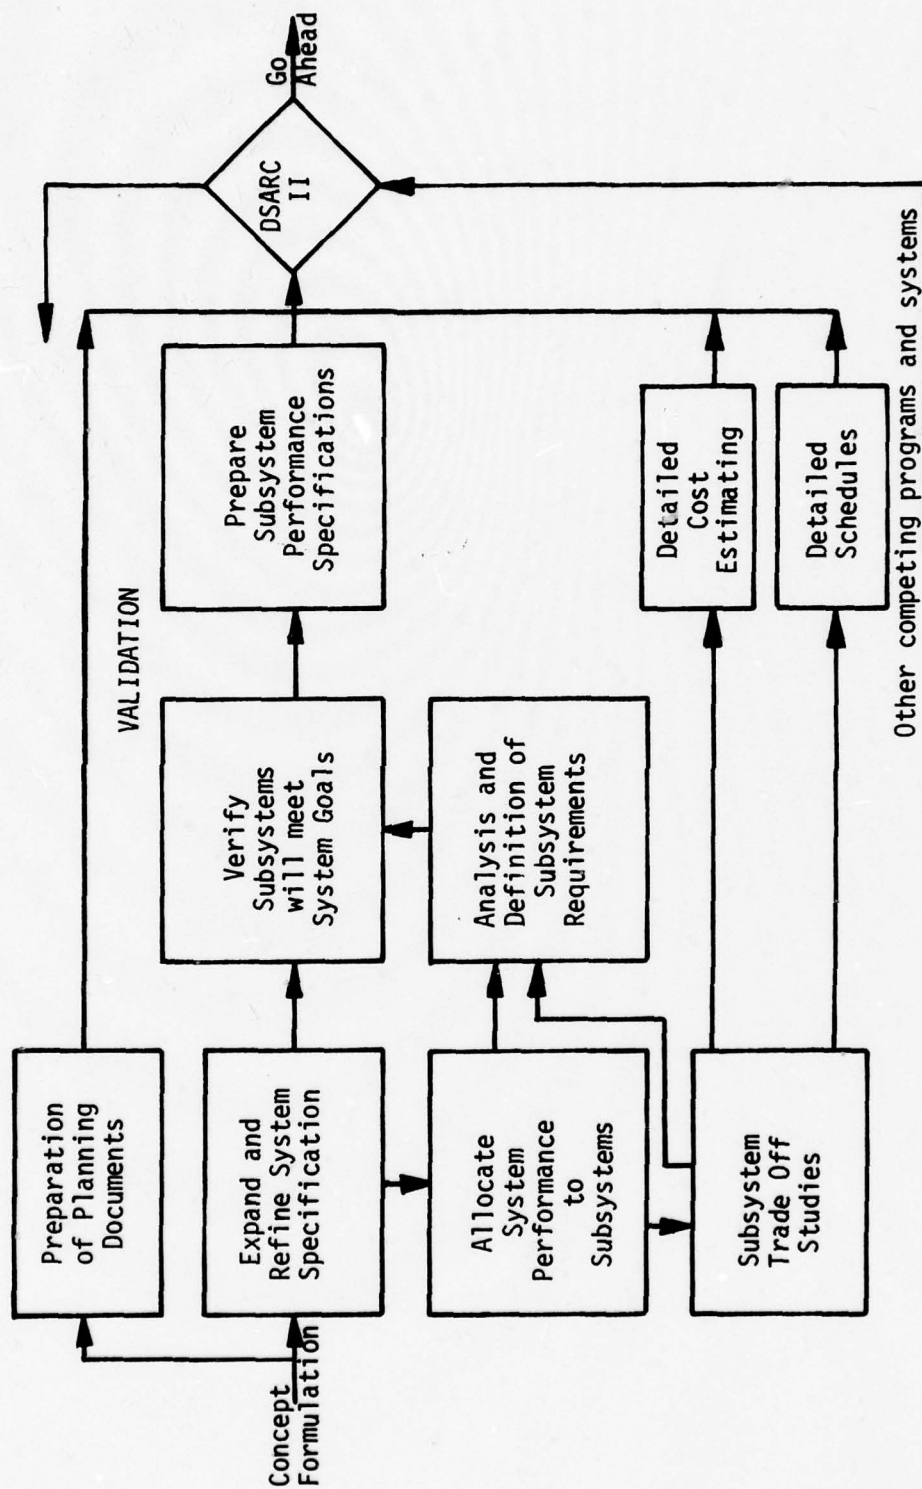 VALIDATION
Concept
Formulation
Preparation
of Planning
Documents
Expand and
Refine System
Specification
Verify
Subsystems
will meet
System Goals
Prepare
Subsystem
Performance
Specifications
DSARC
II
Go
Ahead
Allocate
System
Performance
to
Subsystems
Analysis and
Definition of
Subsystem
Requirements
Subsystem
Trade Off
Studies
Detailed
Cost
Estimating
Detailed
Schedules
Other competing programs and systems